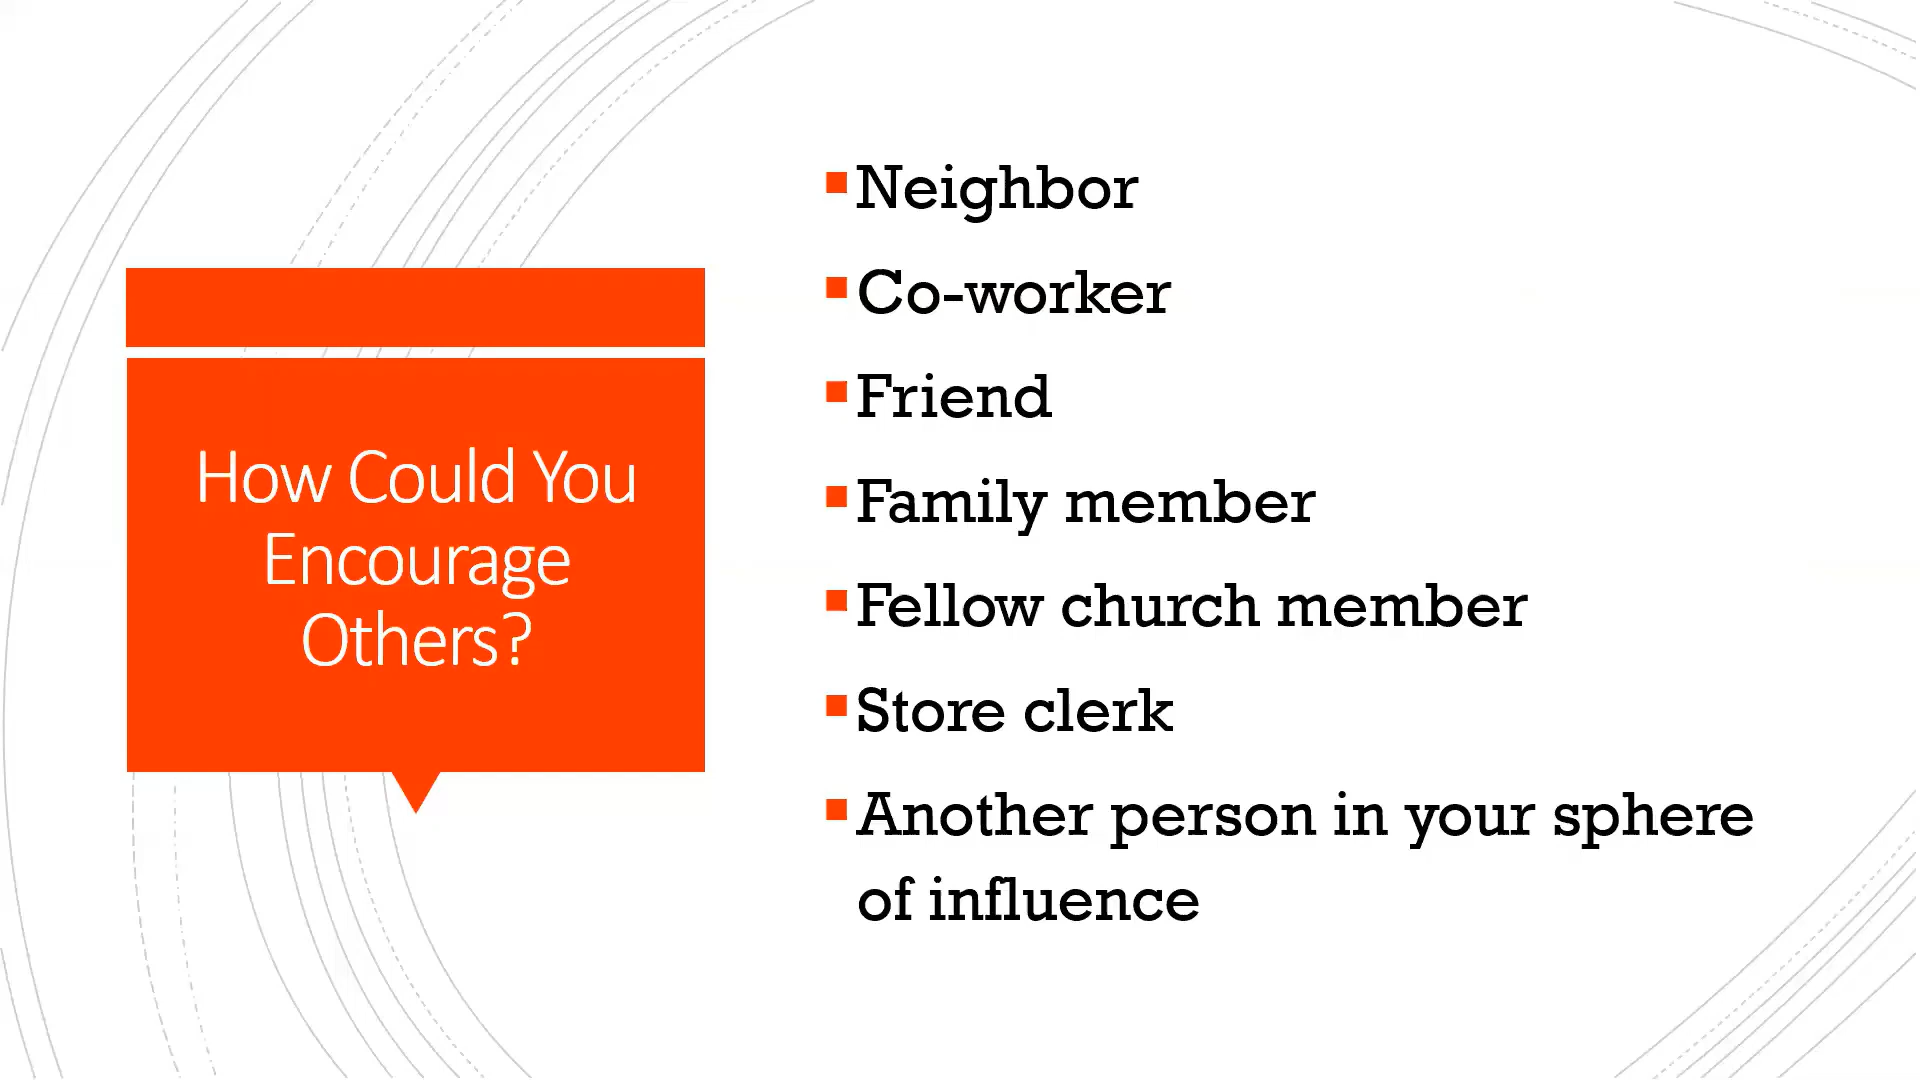 How Could You
Encourage
Others?
Neighbor
Co-worker
Friend
Family member
Fellow church member
Store clerk
Another person in your sphere
of influence